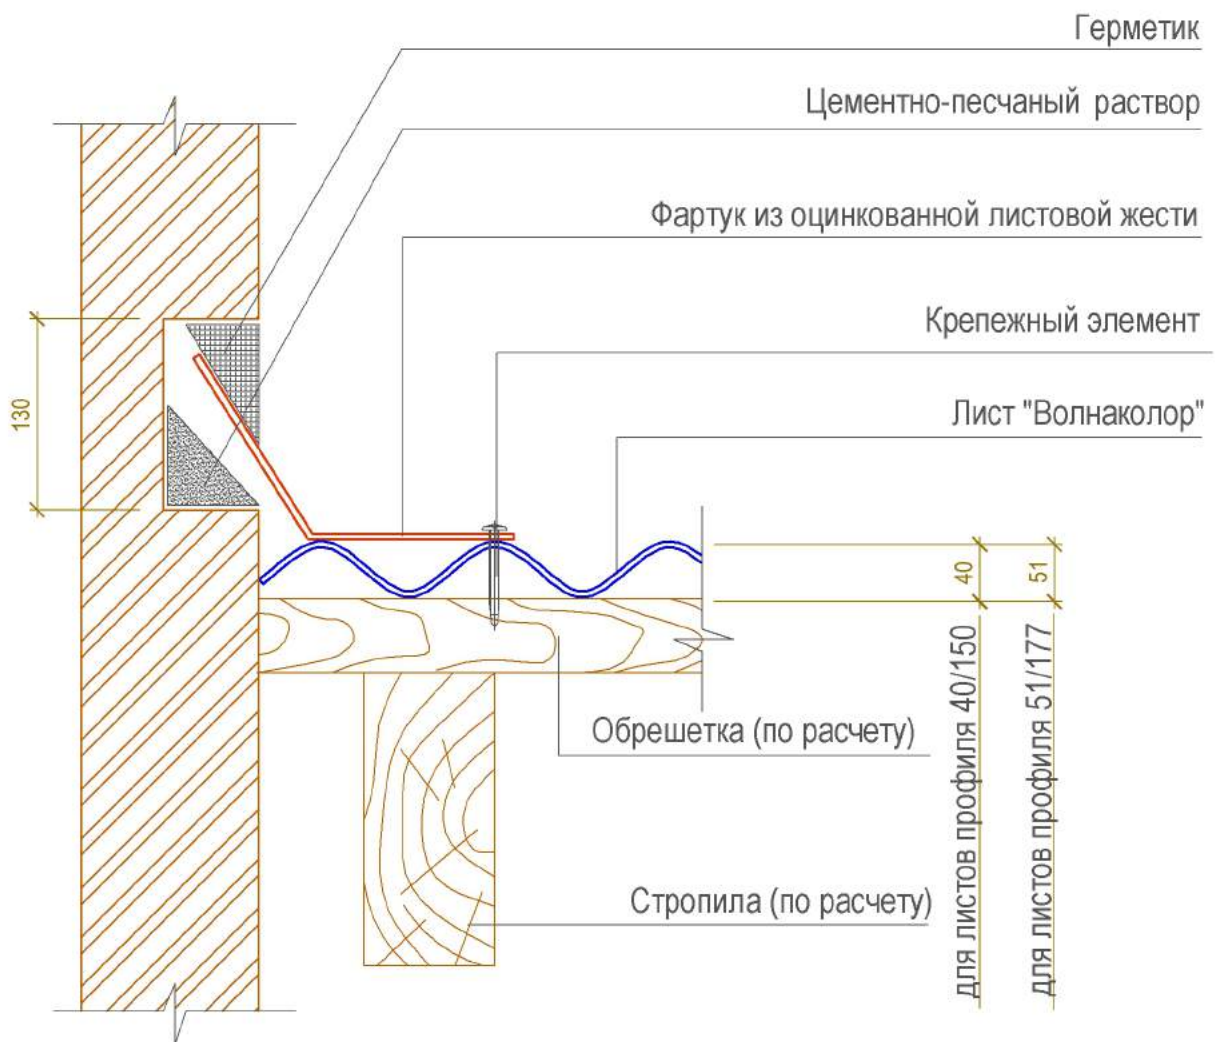 Герметик
Цементно-песчаный раствор
Фартук из оцинкованной листовой жести
Крепежный элемент
Лист "Волнаколор"
130
40
51
Обрешетка (по расчету)
Стропила (по расчету)
для листов профиля 40/150
для листов профиля 51/177